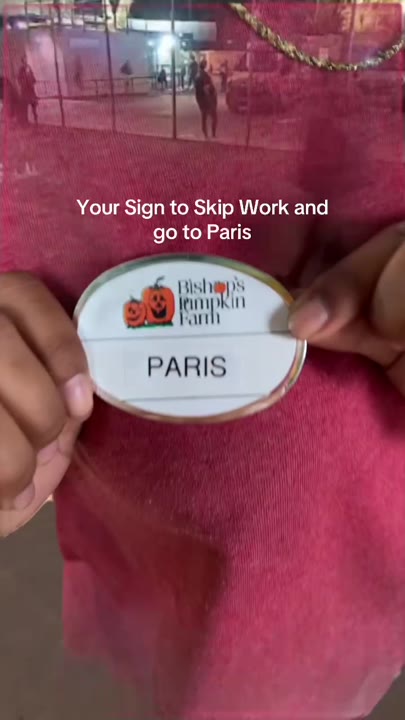 Your Sign to Skip Work and
go to Paris
Bishop's
Pumpkin
Farm
PARIS